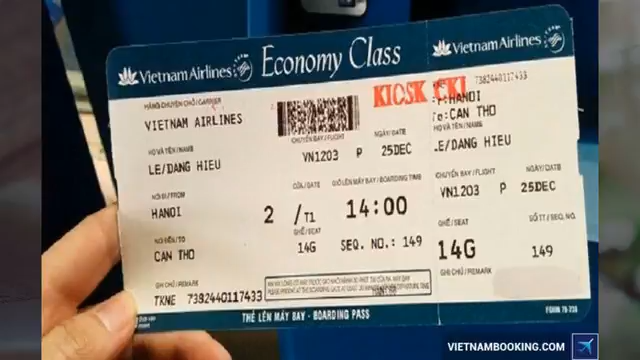 Vietnam Airlines
Economy Class
Vietnam Airlines
HÃNG CHUYÊN CHỞ / CARRIER
VIETNAM AIRLINES
KIOSK CKI
7382440117433
HANOI
CAN THO
HỌ VÀ TÊN / NAME
LE/DANG HIEU
CHUYẾN BAY / FLIGHT
NGÀY / DATE
VN1203 P 25DEC
HỌ VÀ TÊN / NAME
LE/DANG HIEU
NƠI ĐI / FROM
HANOI
CỬA / GATE
GIỜ LÊN MÁY BAY / BOARDING TIME
2 /T1 14:00
CHUYẾN BAY / FLIGHT
NGÀY / DATE
VN1203 P 25DEC
NƠI ĐẾN / TO
CAN THO
GHẾ / SEAT
14G SEQ. NO.: 149
GHẾ / SEAT
SỐ TT / SEQ. NO.
14G 149
GHI CHÚ / REMARK
TKNE 7382440117433
GHI CHÚ / REMARK
THẺ LÊN MÁY BAY - BOARDING PASS
VIETNAMBOOKING.COM